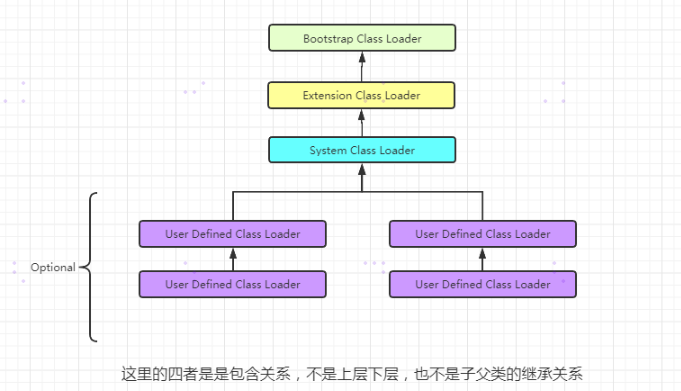 Bootstrap Class Loader
Extension Class Loader
System Class Loader
User Defined Class Loader
User Defined Class Loader
Optional
User Defined Class Loader
User Defined Class Loader
这里的四者是是包含关系，不是上层下层，也不是子父类的继承关系